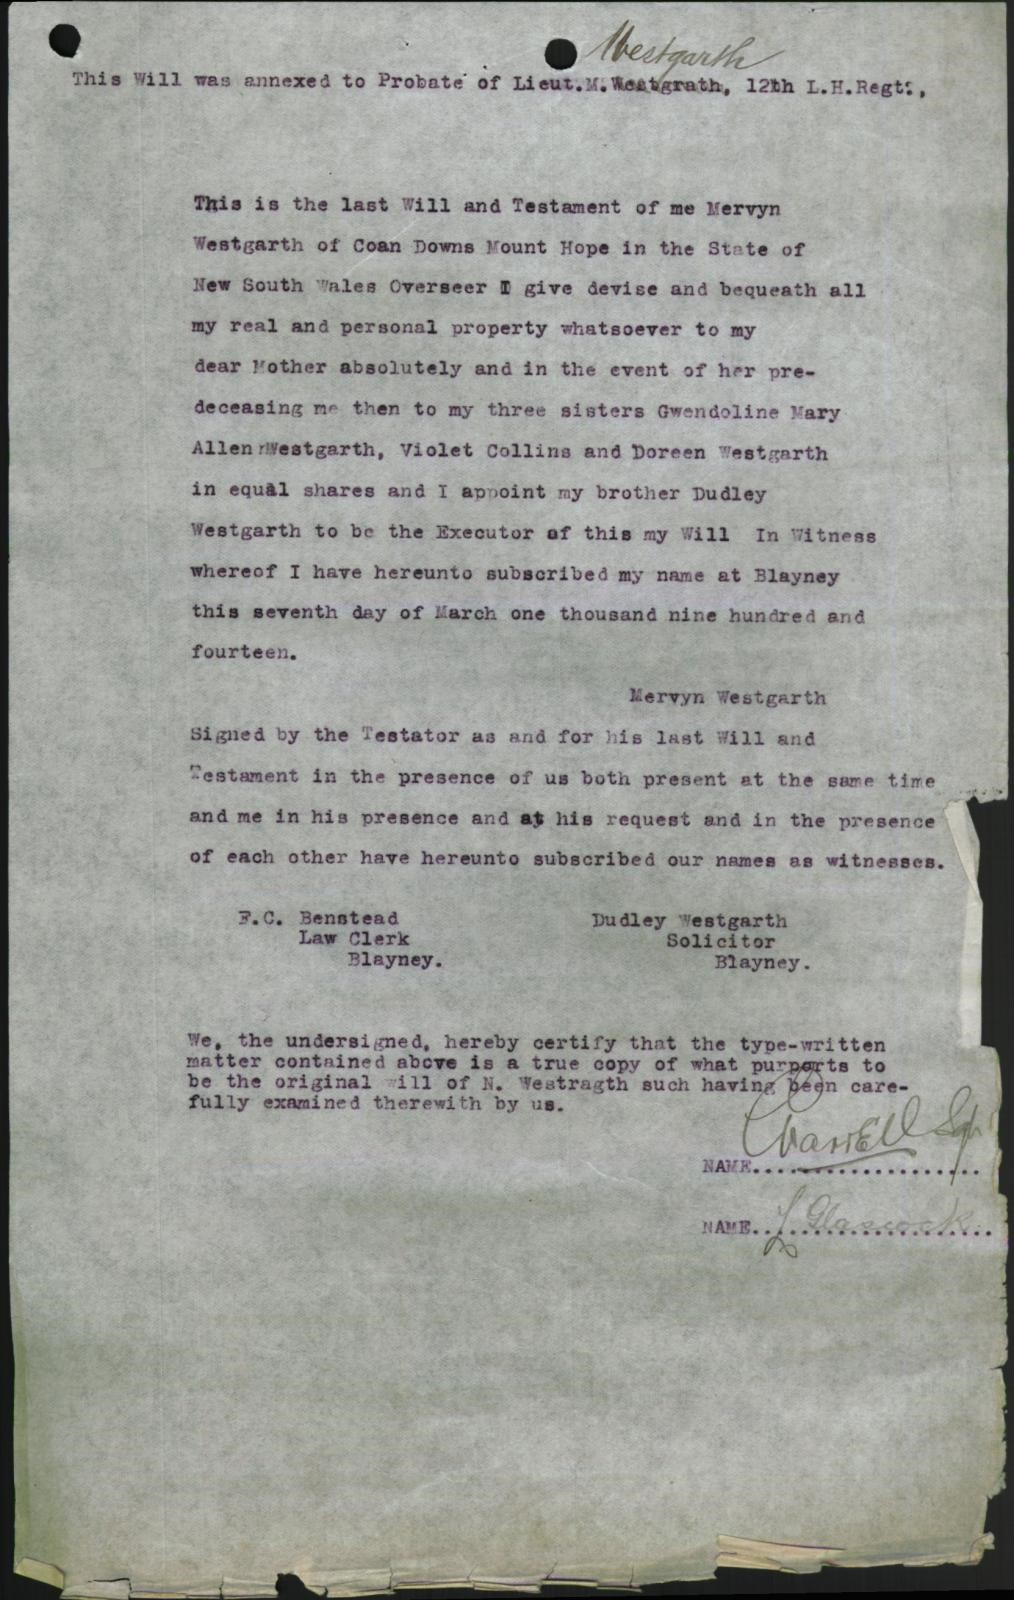 Westgarth
This Will was annexed to Probate of Lieut.M.Westgrath, 12th L.H.Regt.,
This is the last Will and Testament of me Mervyn
Westgarth of Coan Downs Mount Hope in the State of
New South Wales Overseer I give devise and bequeath all
my real and personal property whatsoever to my
dear Mother absolutely and in the event of her pre-
deceasing me then to my three sisters Gwendoline Mary
Allen Westgarth, Violet Collins and Doreen Westgarth
in equal shares and I appoint my brother Dudley
Westgarth to be the Executor of this my Will  In Witness
whereof I have hereunto subscribed my name at Blayney
this seventh day of March one thousand nine hundred and
fourteen.
Mervyn Westgarth
Signed by the Testator as and for his last Will and
Testament in the presence of us both present at the same time
and me in his presence and at his request and in the presence
of each other have hereunto subscribed our names as witnesses.
F.C. Benstead Dudley Westgarth
Law Clerk Solicitor
Blayney. Blayney.
We, the undersigned, hereby certify that the type-written
matter contained above is a true copy of what purports to
be the original will of N. Westragth such having been care-
fully examined therewith by us.
NAME....................
NAME.. J Glascock